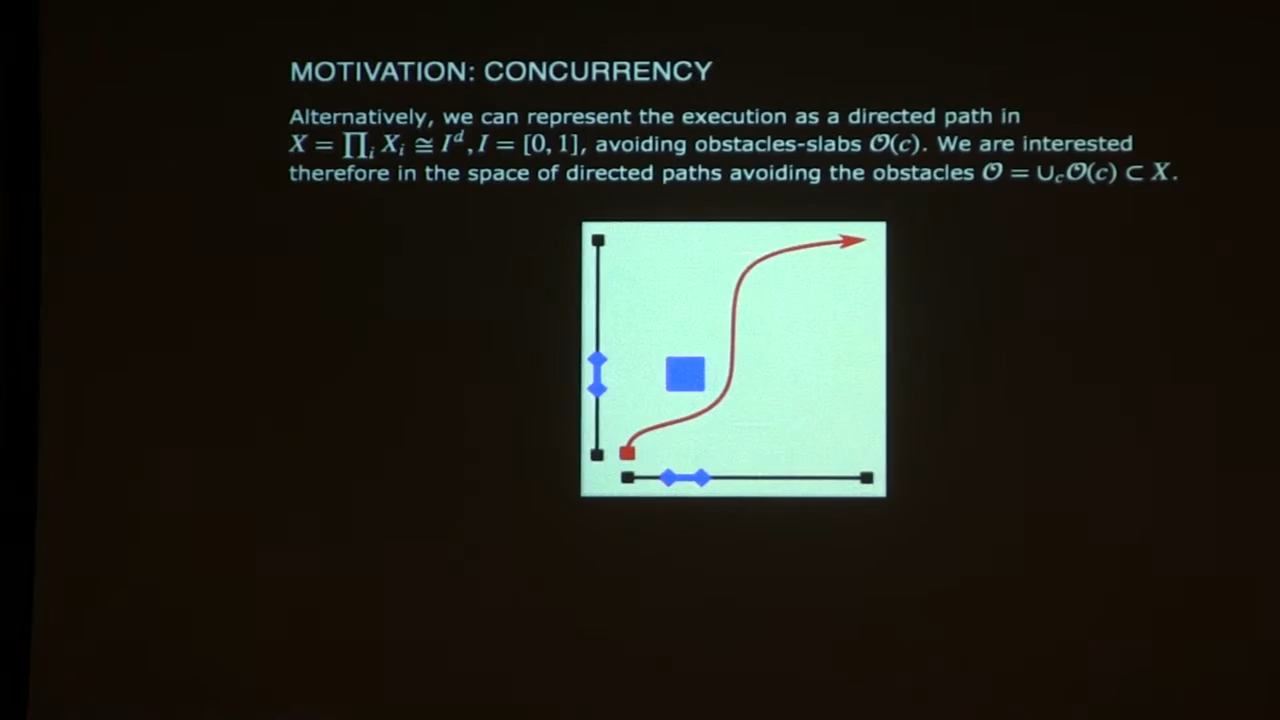 MOTIVATION: CONCURRENCY
Alternatively, we can represent the execution as a directed path in
X = ∏ᵢ Xᵢ ≅ Iᵈ, I = [0, 1], avoiding obstacles-slabs 𝒪(c). We are interested
therefore in the space of directed paths avoiding the obstacles 𝒪 = ∪꜀𝒪(c) ⊂ X.